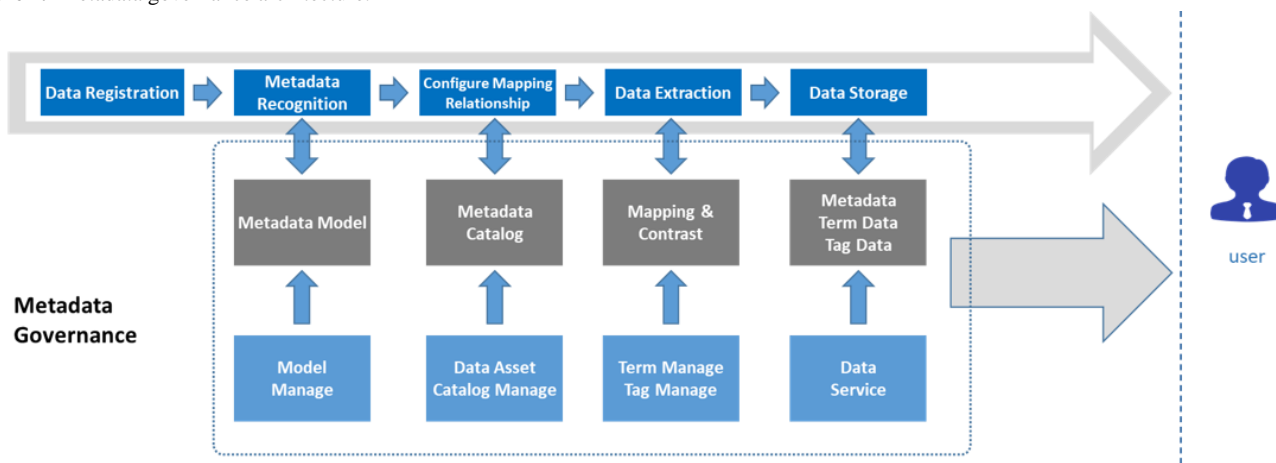 Data Registration
Metadata
Recognition
Configure Mapping
Relationship
Data Extraction
Data Storage
Metadata Model
Metadata
Catalog
Mapping &
Contrast
Metadata
Term Data
Tag Data
user
Metadata
Governance
Model
Manage
Data Asset
Catalog Manage
Term Manage
Tag Manage
Data
Service